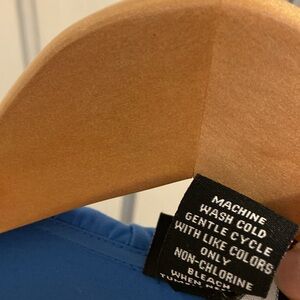 MACHINE
WASH COLD
GENTLE CYCLE
WITH LIKE COLORS
ONLY
NON-CHLORINE
BLEACH
WHEN